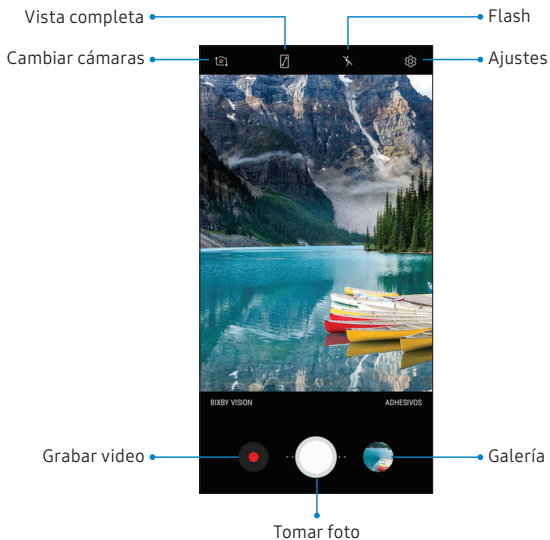 Vista completa
Flash
Cambiar cámaras
Ajustes
BIXBY VISION
ADHESIVOS
Grabar video
Galería
Tomar foto